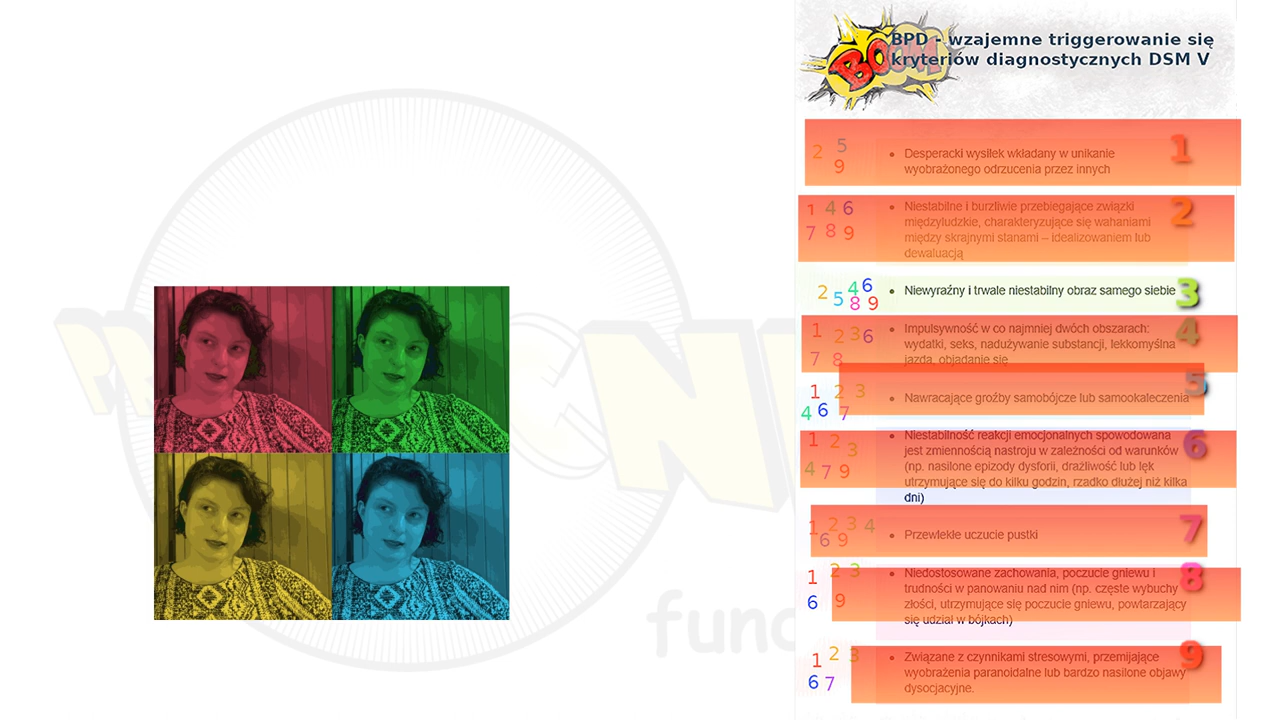 BOOM
BPD - wzajemne triggerowanie się
kryteriów diagnostycznych DSM V
2 5
9
• Desperacki wysiłek wkładany w unikanie
wyobrażonego odrzucenia przez innych
1
1 4 6
7 8 9
• Niestabilne i burzliwie przebiegające związki
międzyludzkie, charakteryzujące się wahaniami
między skrajnymi stanami – idealizowaniem lub
dewaluacją
2
2 5 4 6
8 9
• Niewyraźny i trwale niestabilny obraz samego siebie
3
1 2 3 6
7 8
• Impulsywność w co najmniej dwóch obszarach:
wydatki, seks, nadużywanie substancji, lekkomyślna
jazda, objadanie się
4
1 2 3
4 6 7
• Nawracające groźby samobójcze lub samookaleczenia
5
1 2 3
4 7 9
• Niestabilność reakcji emocjonalnych spowodowana
jest zmiennością nastroju w zależności od warunków
(np. nasilone epizody dysforii, drażliwość lub lęk
utrzymujące się do kilku godzin, rzadko dłużej niż kilka
dni)
6
1 2 3 4
6 9
• Przewlekłe uczucie pustki
7
1 2 3
6 9
• Niedostosowane zachowania, poczucie gniewu i
trudności w panowaniu nad nim (np. częste wybuchy
złości, utrzymujące się poczucie gniewu, powtarzający
się udział w bójkach)
8
1 2 3
6 7
• Związane z czynnikami stresowymi, przemijające
wyobrażenia paranoidalne lub bardzo nasilone objawy
dysocjacyjne.
9